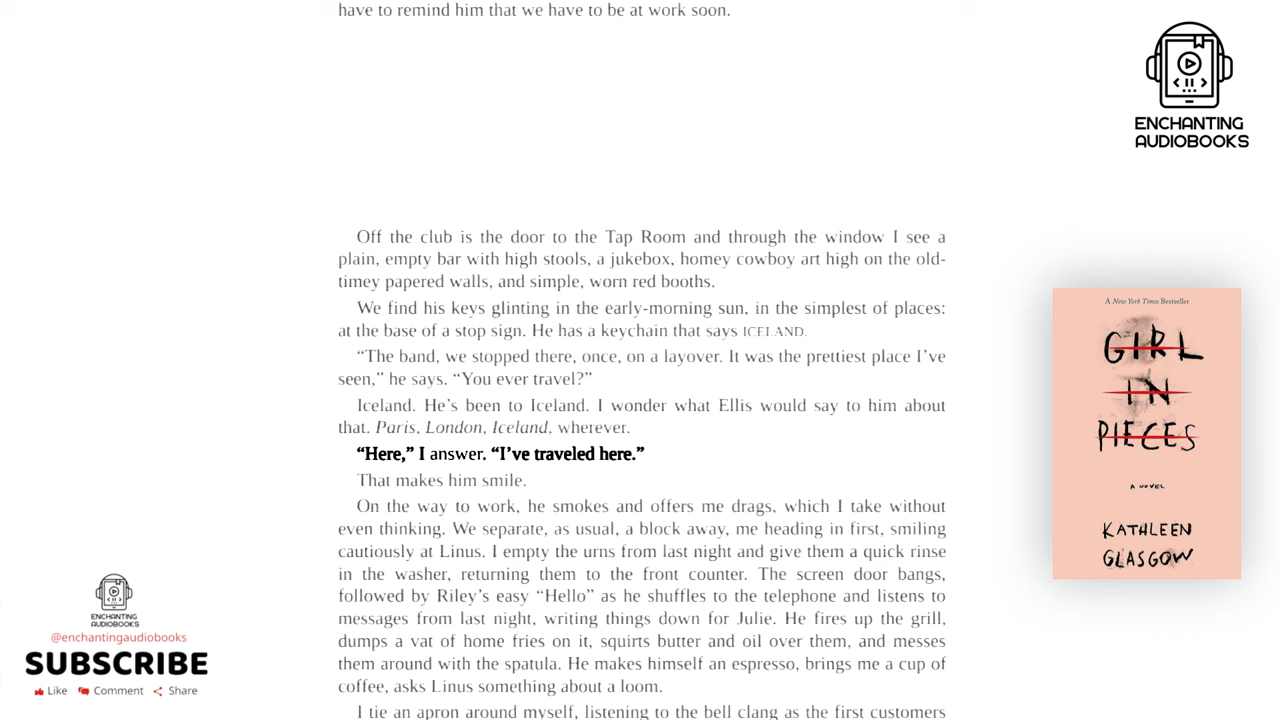 have to remind him that we have to be at work soon.
ENCHANTING
AUDIOBOOKS
Off the club is the door to the Tap Room and through the window I see a
plain, empty bar with high stools, a jukebox, homey cowboy art high on the old-
timey papered walls, and simple, worn red booths.
We find his keys glinting in the early-morning sun, in the simplest of places:
at the base of a stop sign. He has a keychain that says ICELAND.
“The band, we stopped there, once, on a layover. It was the prettiest place I’ve
seen,” he says. “You ever travel?”
Iceland. He’s been to Iceland. I wonder what Ellis would say to him about
that. Paris, London, Iceland, wherever.
“Here,” I answer. “I’ve traveled here.”
That makes him smile.
On the way to work, he smokes and offers me drags, which I take without
even thinking. We separate, as usual, a block away, me heading in first, smiling
cautiously at Linus. I empty the urns from last night and give them a quick rinse
in the washer, returning them to the front counter. The screen door bangs,
followed by Riley’s easy “Hello” as he shuffles to the telephone and listens to
messages from last night, writing things down for Julie. He fires up the grill,
dumps a vat of home fries on it, squirts butter and oil over them, and messes
them around with the spatula. He makes himself an espresso, brings me a cup of
coffee, asks Linus something about a loom.
I tie an apron around myself, listening to the bell clang as the first customers
A New York Times Bestseller
GIRL
IN
PIECES
A NOVEL
KATHLEEN
GLASGOW
ENCHANTING
AUDIOBOOKS
@enchantingaudiobooks
SUBSCRIBE
Like Comment Share